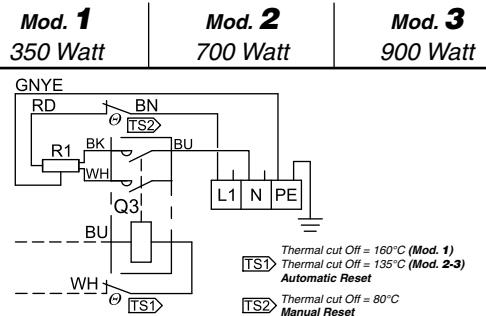 Mod. 1 Mod. 2 Mod. 3
350 Watt 700 Watt 900 Watt
GNYE
RD BN
Θ TS2
R1 BK BU
WH
L1 N PE
Q3
BU
WH
Θ TS1
TS1 Thermal cut Off = 160°C (Mod. 1)
Thermal cut Off = 135°C (Mod. 2-3)
Automatic Reset
TS2 Thermal cut Off = 80°C
Manual Reset